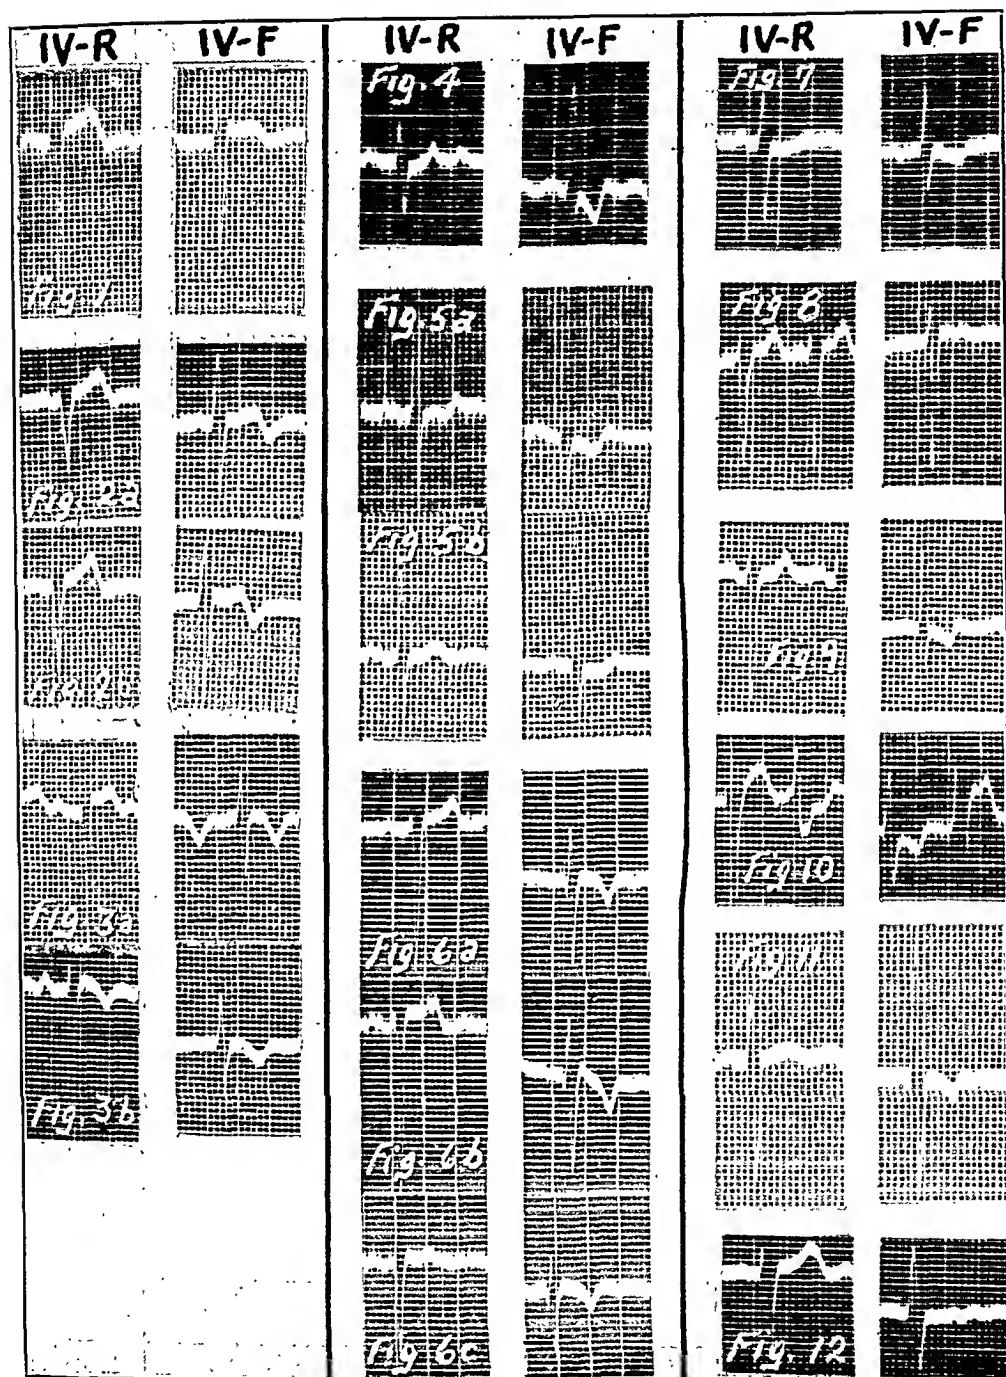 IV-R IV-F
Fig. 1
Fig. 2a
Fig. 2b
Fig. 3a
Fig. 3b
IV-R IV-F
Fig. 4
Fig. 5a
Fig. 5b
Fig. 6a
Fig. 6b
Fig. 6c
IV-R IV-F
Fig. 7
Fig 8
Fig 9
Fig. 10
Fig. 11
Fig. 12